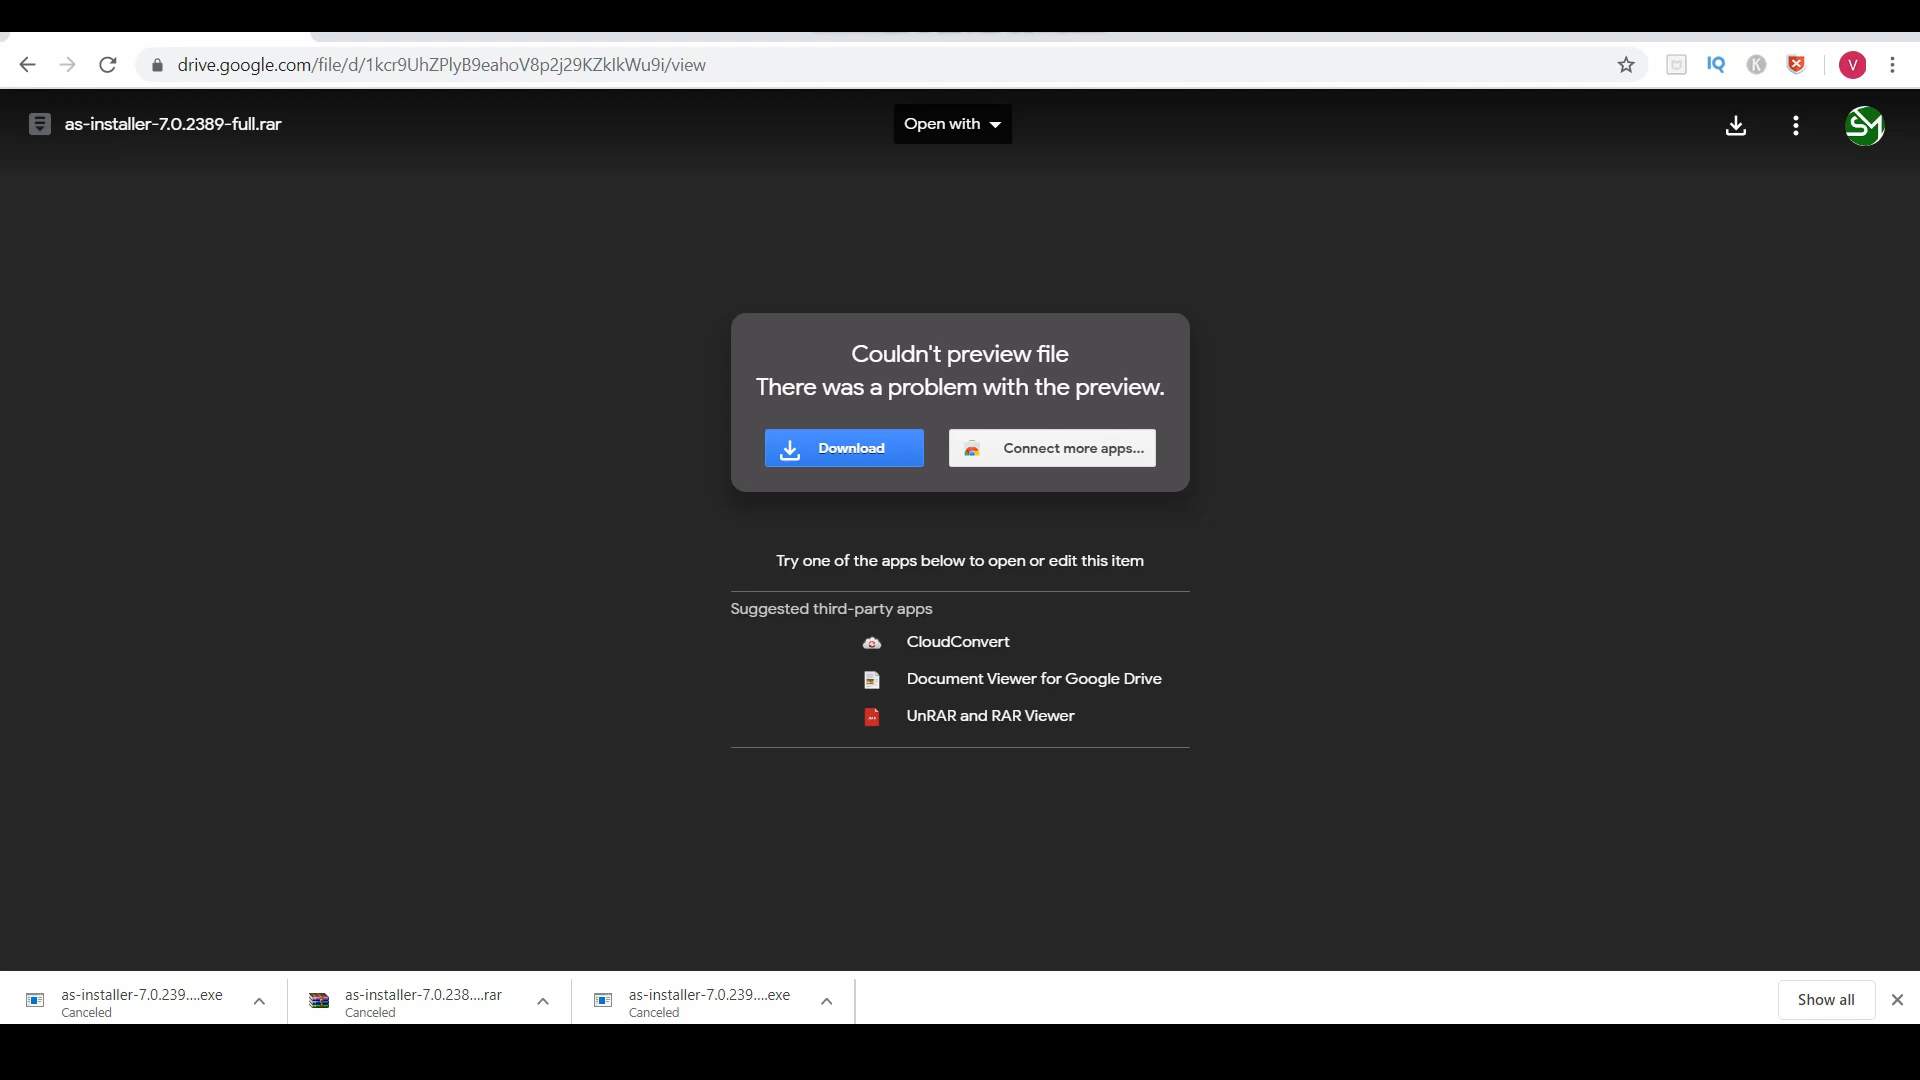 drive.google.com/file/d/1kcr9UhZPlyB9eahoV8p2j29KZklkWu9i/view
IQ
K
V
as-installer-7.0.2389-full.rar
Open with
SM
Couldn't preview file
There was a problem with the preview.
Download
Connect more apps...
Try one of the apps below to open or edit this item
Suggested third-party apps
CloudConvert
Document Viewer for Google Drive
UnRAR and RAR Viewer
as-installer-7.0.239....exe
Canceled
as-installer-7.0.238....rar
Canceled
as-installer-7.0.239....exe
Canceled
Show all